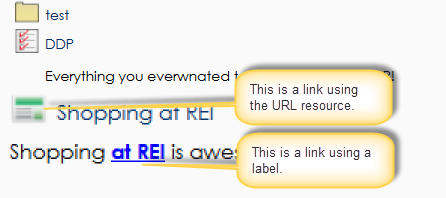 test
DDP
Everything you everwnated t
This is a link using
the URL resource.
Shopping at REI
Shopping at REI is awes
This is a link using a
label.